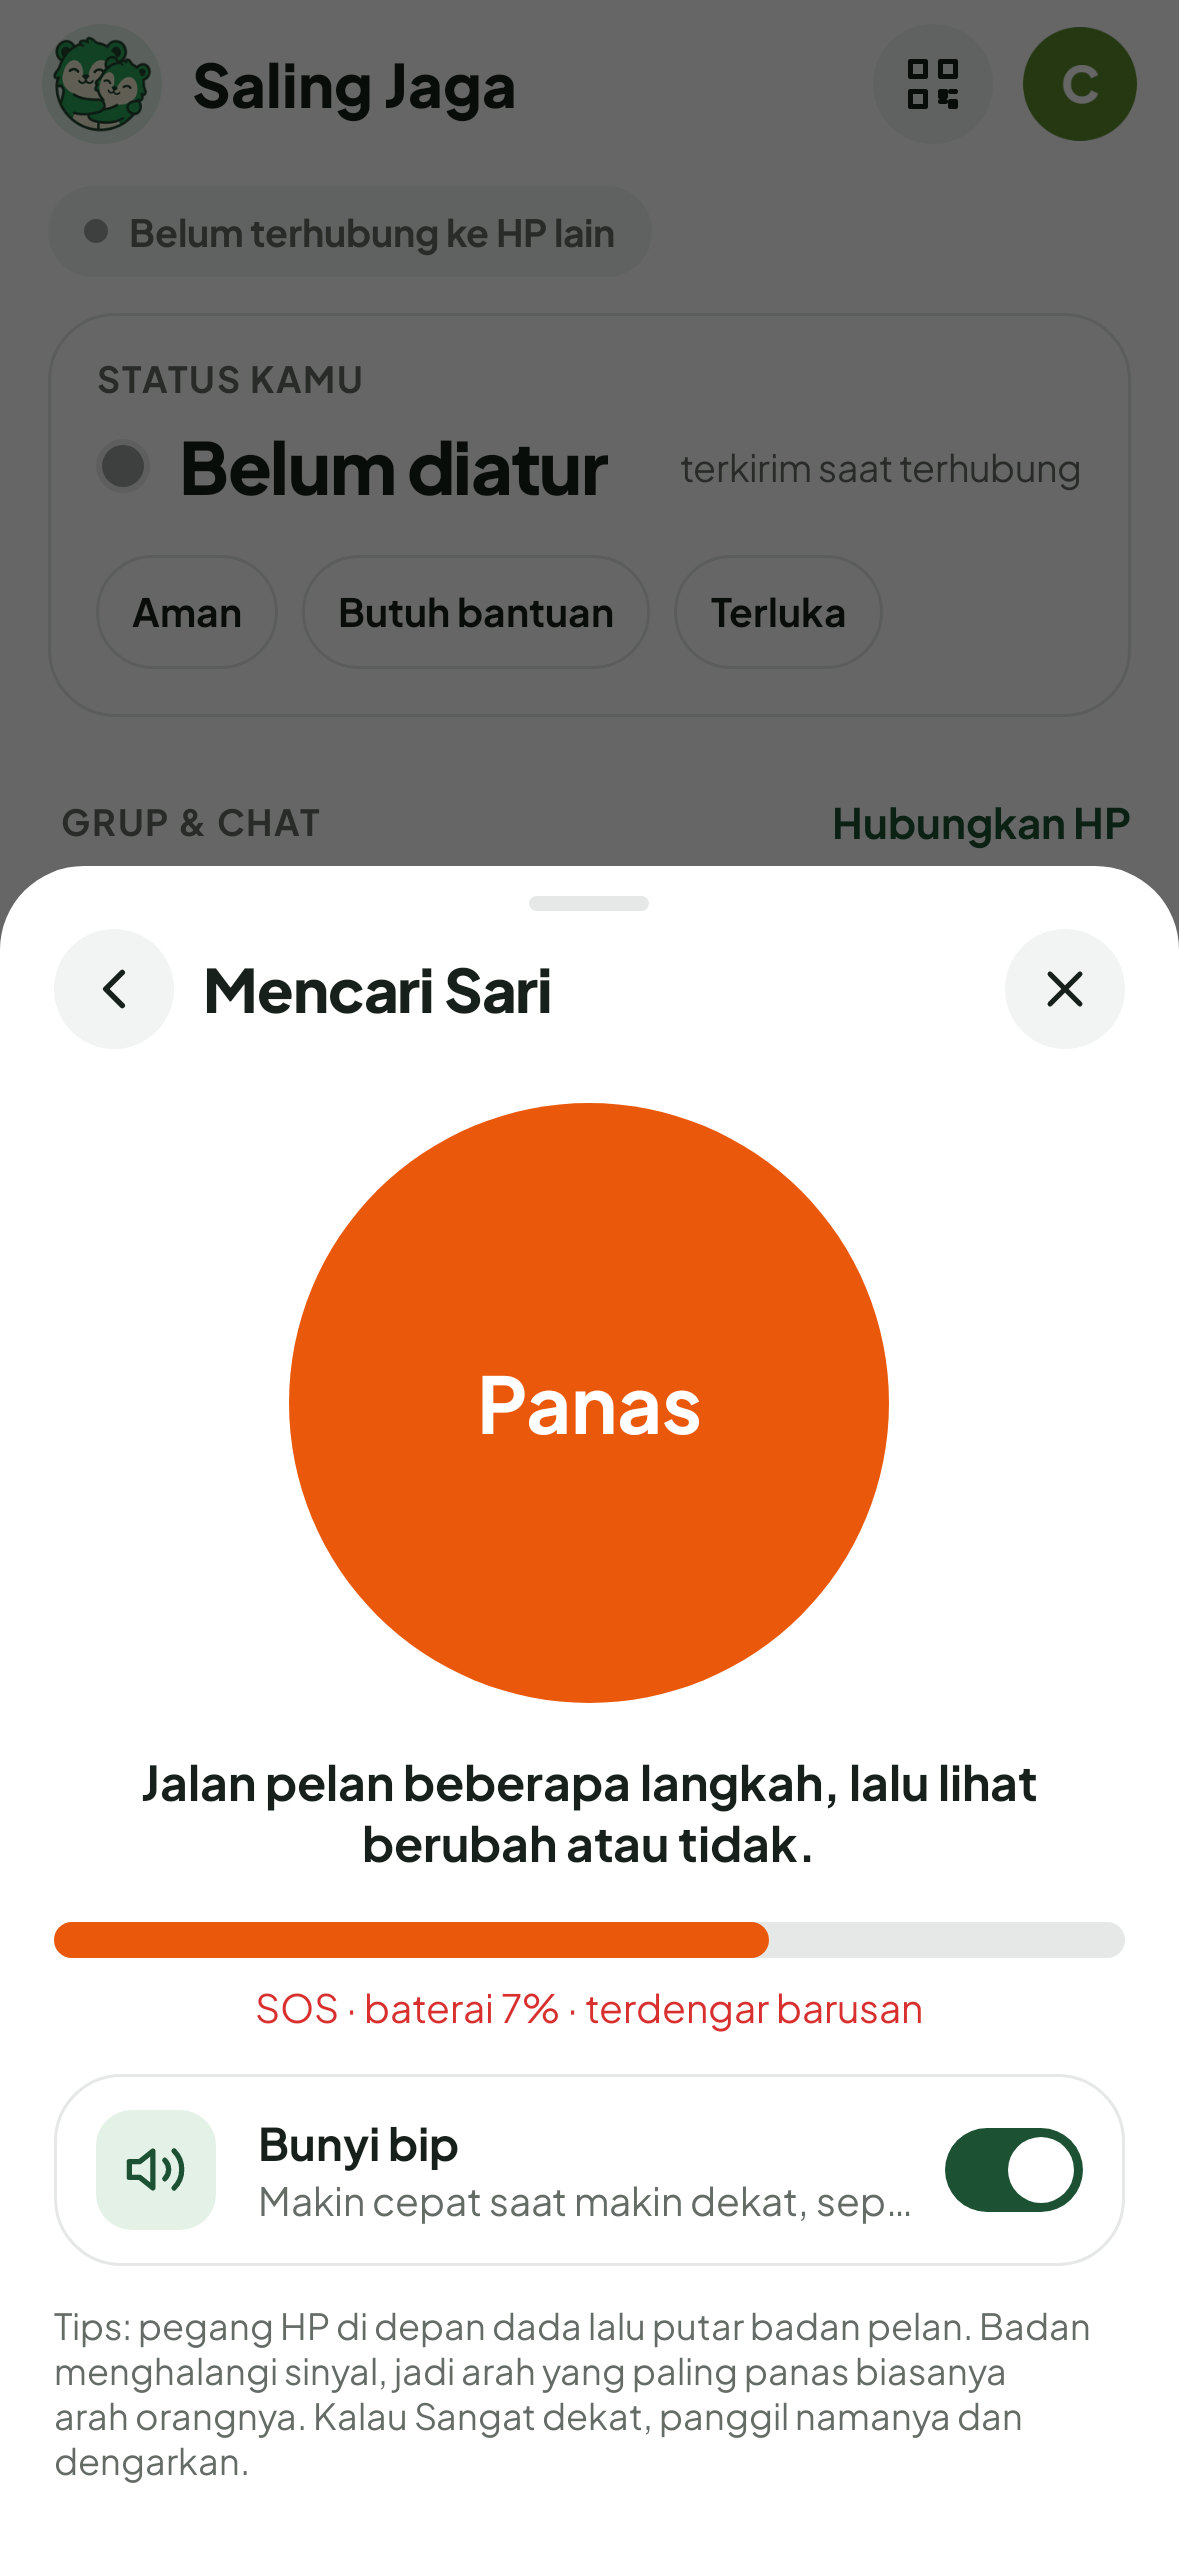 Saling Jaga
C
Belum terhubung ke HP lain
STATUS KAMU
Belum diatur
terkirim saat terhubung
Aman
Butuh bantuan
Terluka
GRUP & CHAT
Hubungkan HP
Mencari Sari
Panas
Jalan pelan beberapa langkah, lalu lihat
berubah atau tidak.
SOS · baterai 7% · terdengar barusan
Bunyi bip
Makin cepat saat makin dekat, sep...
Tips: pegang HP di depan dada lalu putar badan pelan. Badan
menghalangi sinyal, jadi arah yang paling panas biasanya
arah orangnya. Kalau Sangat dekat, panggil namanya dan
dengarkan.